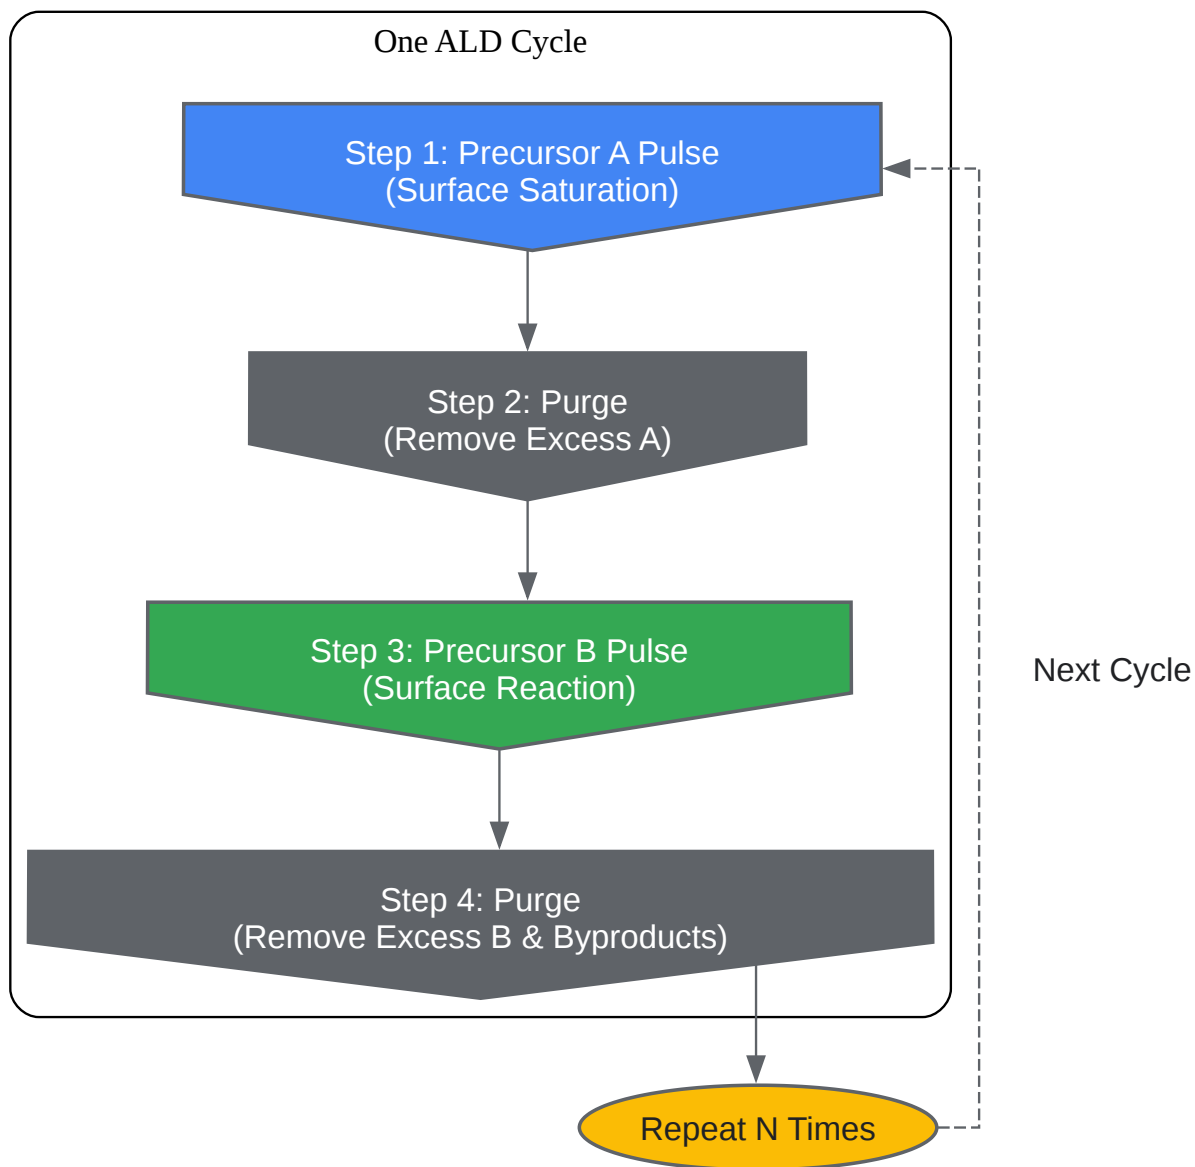 One ALD Cycle
Step 1: Precursor A Pulse
(Surface Saturation)
Step 2: Purge
(Remove Excess A)
Step 3: Precursor B Pulse
(Surface Reaction)
Next Cycle
Step 4: Purge
(Remove Excess B & Byproducts)
Repeat N Times